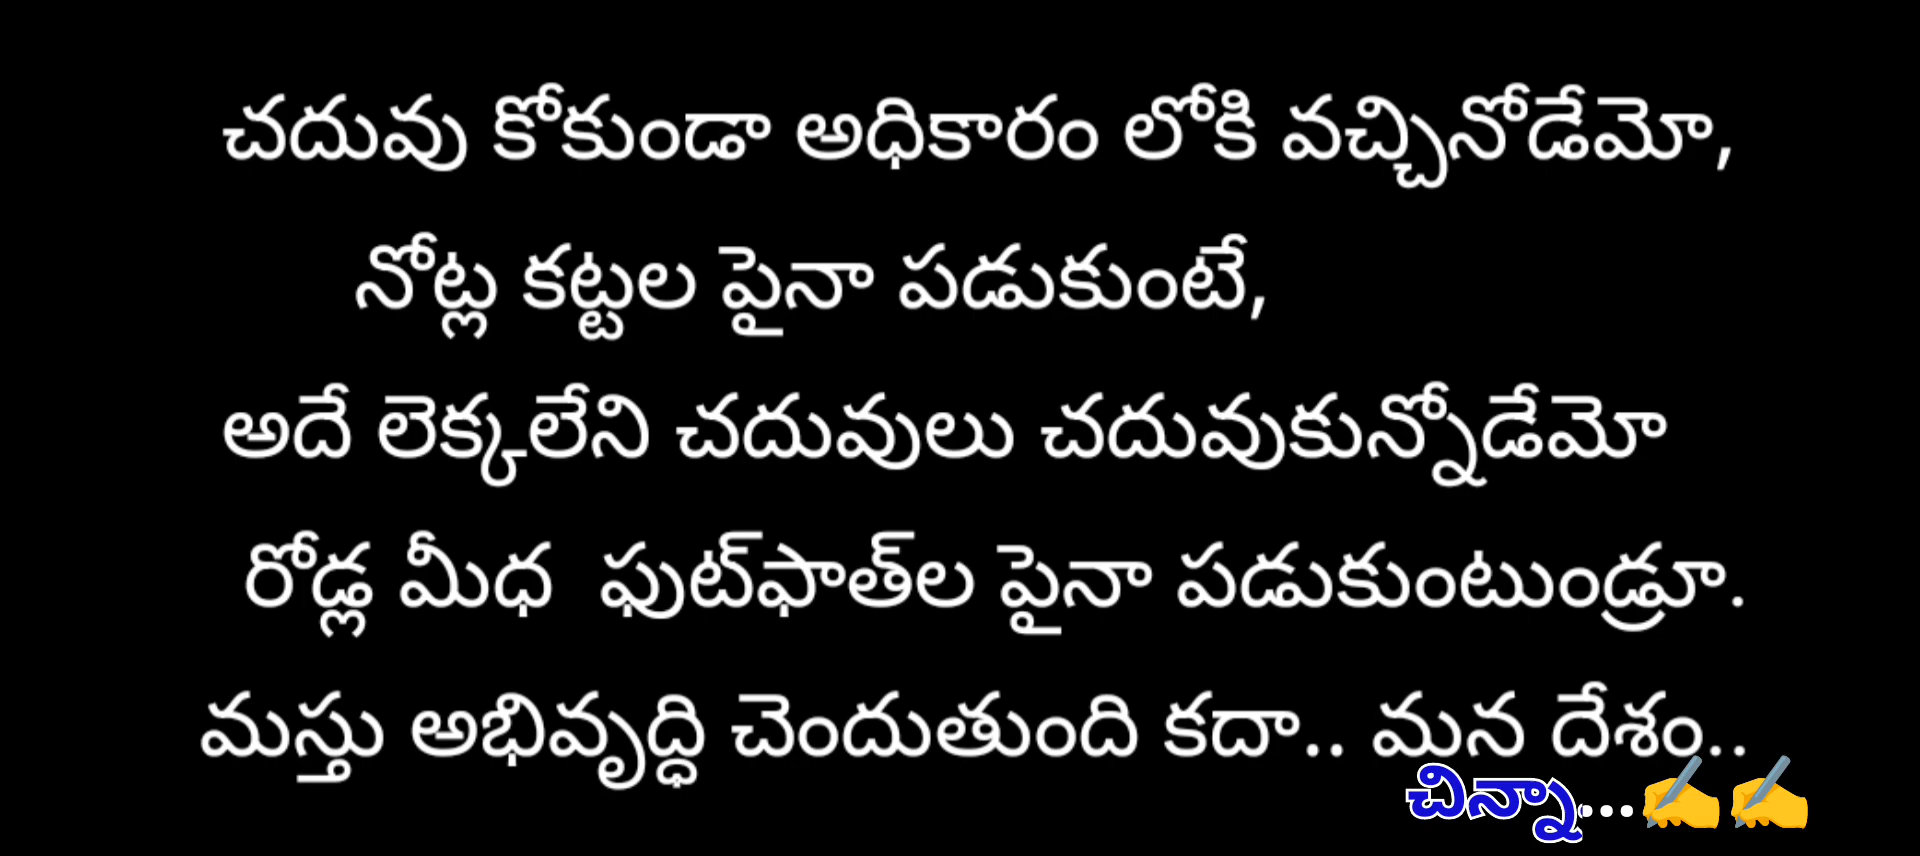 చదువు కోకుండా అధికారం లోకి వచ్చినోడేమో,
నోట్ల కట్టల పైనా పడుకుంటే,
అదే లెక్కలేని చదువులు చదువుకున్నోడేమో
రోడ్ల మీధ ఫుట్‌ఫాత్‌ల పైనా పడుకుంటుండ్రూ.
మస్తు అభివృద్ధి చెందుతుంది కదా.. మన దేశం..
చిన్నా...✍✍